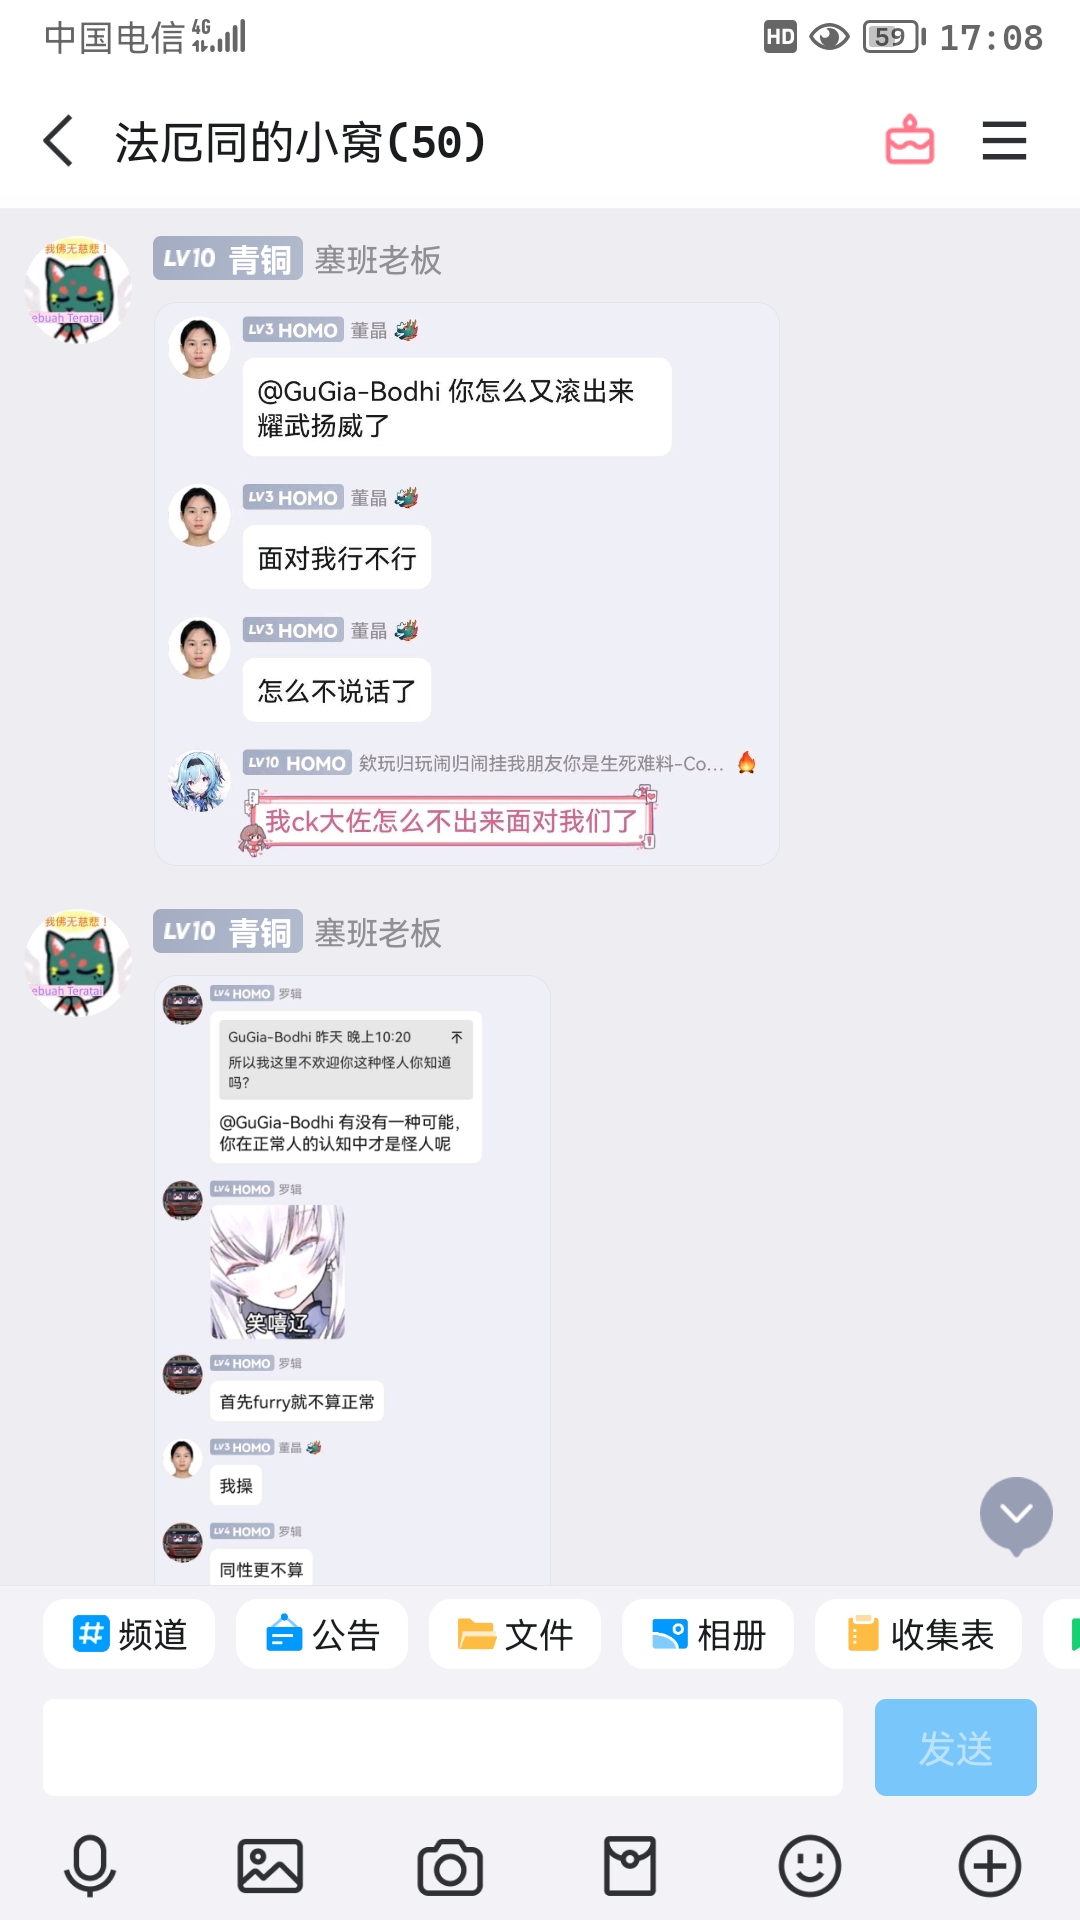 中国电信 4G HD 59 17:08
法厄同的小窝(50)
我佛无慈悲！
ebuah Teratai
LV10 青铜 塞班老板
LV3 HOMO 董晶
@GuGia-Bodhi 你怎么又滚出来
耀武扬威了
LV3 HOMO 董晶
面对我行不行
LV3 HOMO 董晶
怎么不说话了
LV10 HOMO 欸玩归玩闹归闹挂我朋友你是生死难料-Co...
我ck大佐怎么不出来面对我们了
我佛无慈悲！
ebuah Teratai
LV10 青铜 塞班老板
LV4 HOMO 罗辑
GuGia-Bodhi 昨天 晚上10:20
所以我这里不欢迎你这种怪人你知道
吗?
@GuGia-Bodhi 有没有一种可能，
你在正常人的认知中才是怪人呢
LV4 HOMO 罗辑
笑嘻辽
LV4 HOMO 罗辑
首先furry就不算正常
LV3 HOMO 董晶
我操
LV4 HOMO 罗辑
同性更不算
频道 公告 文件 相册 收集表
发送